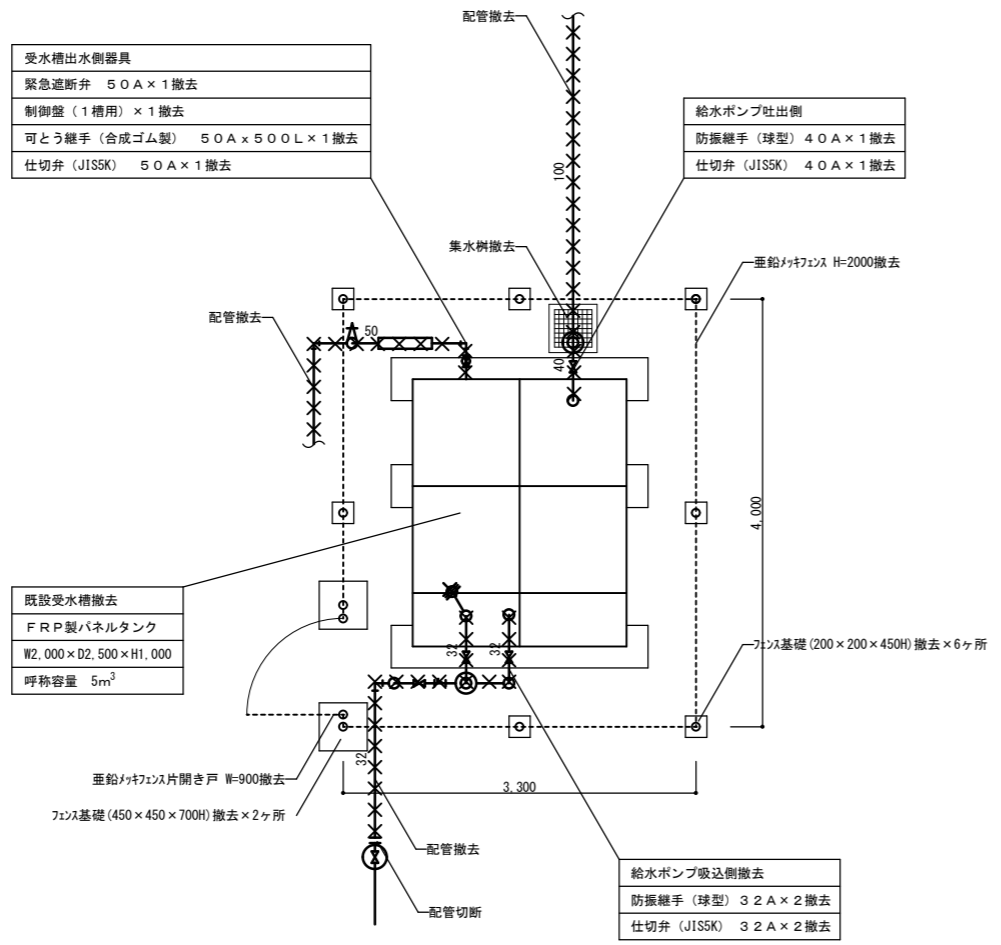 配管撤去
受水槽出水側器具
緊急遮断弁　５０Ａ×１撤去
制御盤（１槽用）×１撤去
可とう継手（合成ゴム製）　５０Ａｘ５００Ｌ×１撤去
仕切弁（JIS5K）　５０Ａ×１撤去
給水ポンプ吐出側
防振継手（球型）４０Ａ×１撤去
仕切弁（JIS5K）　４０Ａ×１撤去
100
集水桝撤去
亜鉛メッキフェンス H=2000撤去
配管撤去
50
40
4,000
既設受水槽撤去
ＦＲＰ製パネルタンク
W2,000×D2,500×H1,000
呼称容量　5m³
32
32
フェンス基礎(200×200×450H)撤去×6ヶ所
32
亜鉛メッキフェンス片開き戸 W=900撤去
3,300
フェンス基礎(450×450×700H)撤去×2ヶ所
配管撤去
給水ポンプ吸込側撤去
防振継手（球型）３２Ａ×２撤去
仕切弁（JIS5K）　３２Ａ×２撤去
配管切断